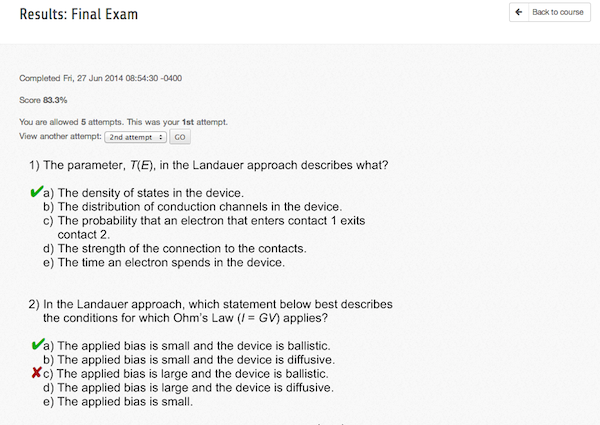 Results: Final Exam
Back to course
Completed Fri, 27 Jun 2014 08:54:30 -0400
Score 83.3%
You are allowed 5 attempts. This was your 1st attempt.
View another attempt: 2nd attempt GO
1) The parameter, T(E), in the Landauer approach describes what?
a) The density of states in the device.
b) The distribution of conduction channels in the device.
c) The probability that an electron that enters contact 1 exits
contact 2.
d) The strength of the connection to the contacts.
e) The time an electron spends in the device.
2) In the Landauer approach, which statement below best describes
the conditions for which Ohm's Law (I = GV) applies?
a) The applied bias is small and the device is ballistic.
b) The applied bias is small and the device is diffusive.
c) The applied bias is large and the device is ballistic.
d) The applied bias is large and the device is diffusive.
e) The applied bias is small.